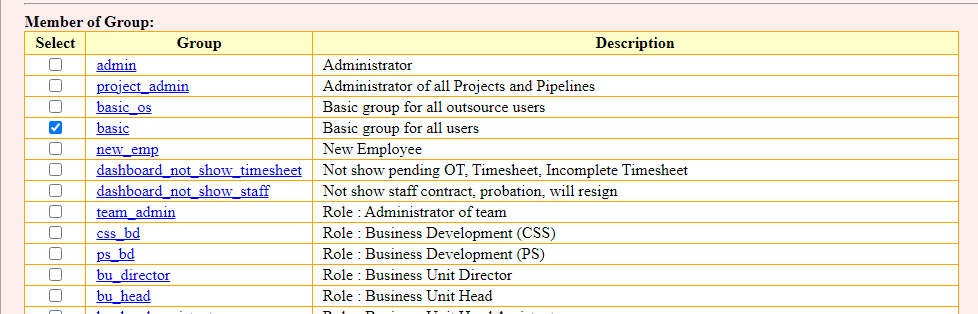 Member of Group:
Select Group Description
admin Administrator
project_admin Administrator of all Projects and Pipelines
basic_os Basic group for all outsource users
basic Basic group for all users
new_emp New Employee
dashboard_not_show_timesheet Not show pending OT, Timesheet, Incomplete Timesheet
dashboard_not_show_staff Not show staff contract, probation, will resign
team_admin Role : Administrator of team
css_bd Role : Business Development (CSS)
ps_bd Role : Business Development (PS)
bu_director Role : Business Unit Director
bu_head Role : Business Unit Head